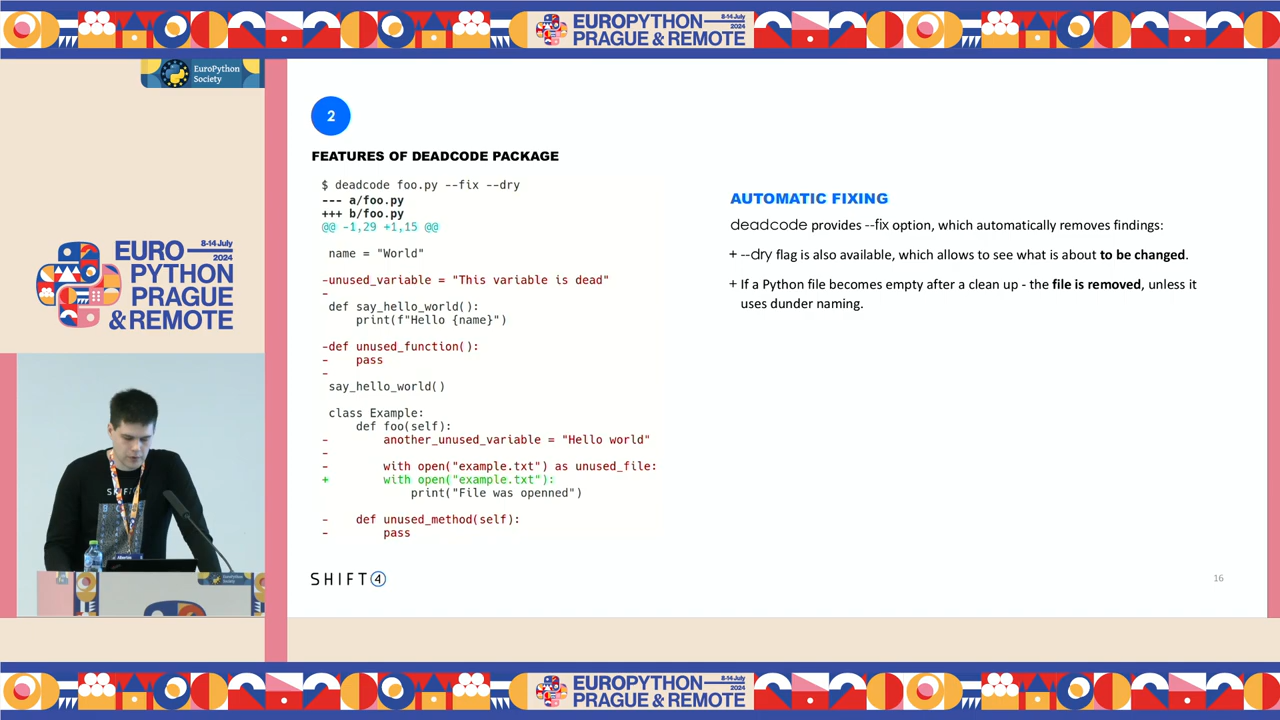 EUROPYTHON
8-14 July
2024
PRAGUE & REMOTE
EuroPython
Society
EURO
8-14 July
2024
PYTHON
PRAGUE
& REMOTE
2
FEATURES OF DEADCODE PACKAGE
$ deadcode foo.py --fix --dry
--- a/foo.py
+++ b/foo.py
@@ -1,29 +1,15 @@
name = "World"
-unused_variable = "This variable is dead"
-
def say_hello_world():
print(f"Hello {name}")
-def unused_function():
-    pass
-
say_hello_world()
class Example:
def foo(self):
-        another_unused_variable = "Hello world"
-
-        with open("example.txt") as unused_file:
+        with open("example.txt"):
print("File was openned")
-    def unused_method(self):
-        pass
AUTOMATIC FIXING
deadcode provides --fix option, which automatically removes findings:
+ --dry flag is also available, which allows to see what is about to be changed.
+ If a Python file becomes empty after a clean up - the file is removed, unless it
uses dunder naming.
SHIFT4
16
SHIF
EuroPython
Society
EUROPYTHON
8-14 July
2024
PRAGUE & REMOTE